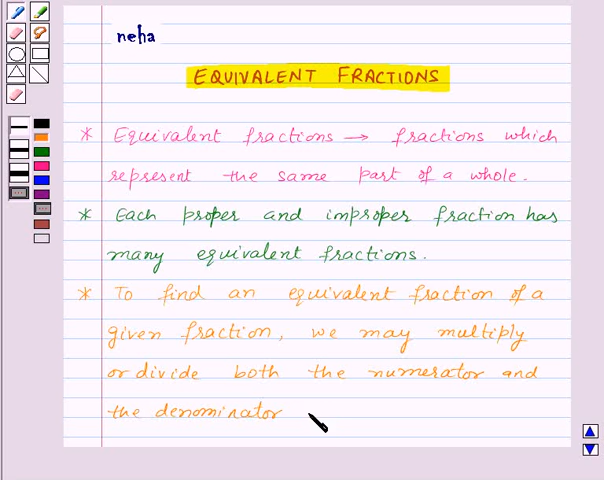 neha
EQUIVALENT FRACTIONS
* Equivalent fractions → fractions which
represent the same part of a whole.
* Each proper and improper fraction has
many equivalent fractions.
* To find an equivalent fraction of a
given fraction, we may multiply
or divide both the numerator and
the denominator